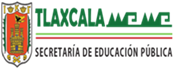 TLAXCALA
SECRETARÍA DE EDUCACIÓN PÚBLICA